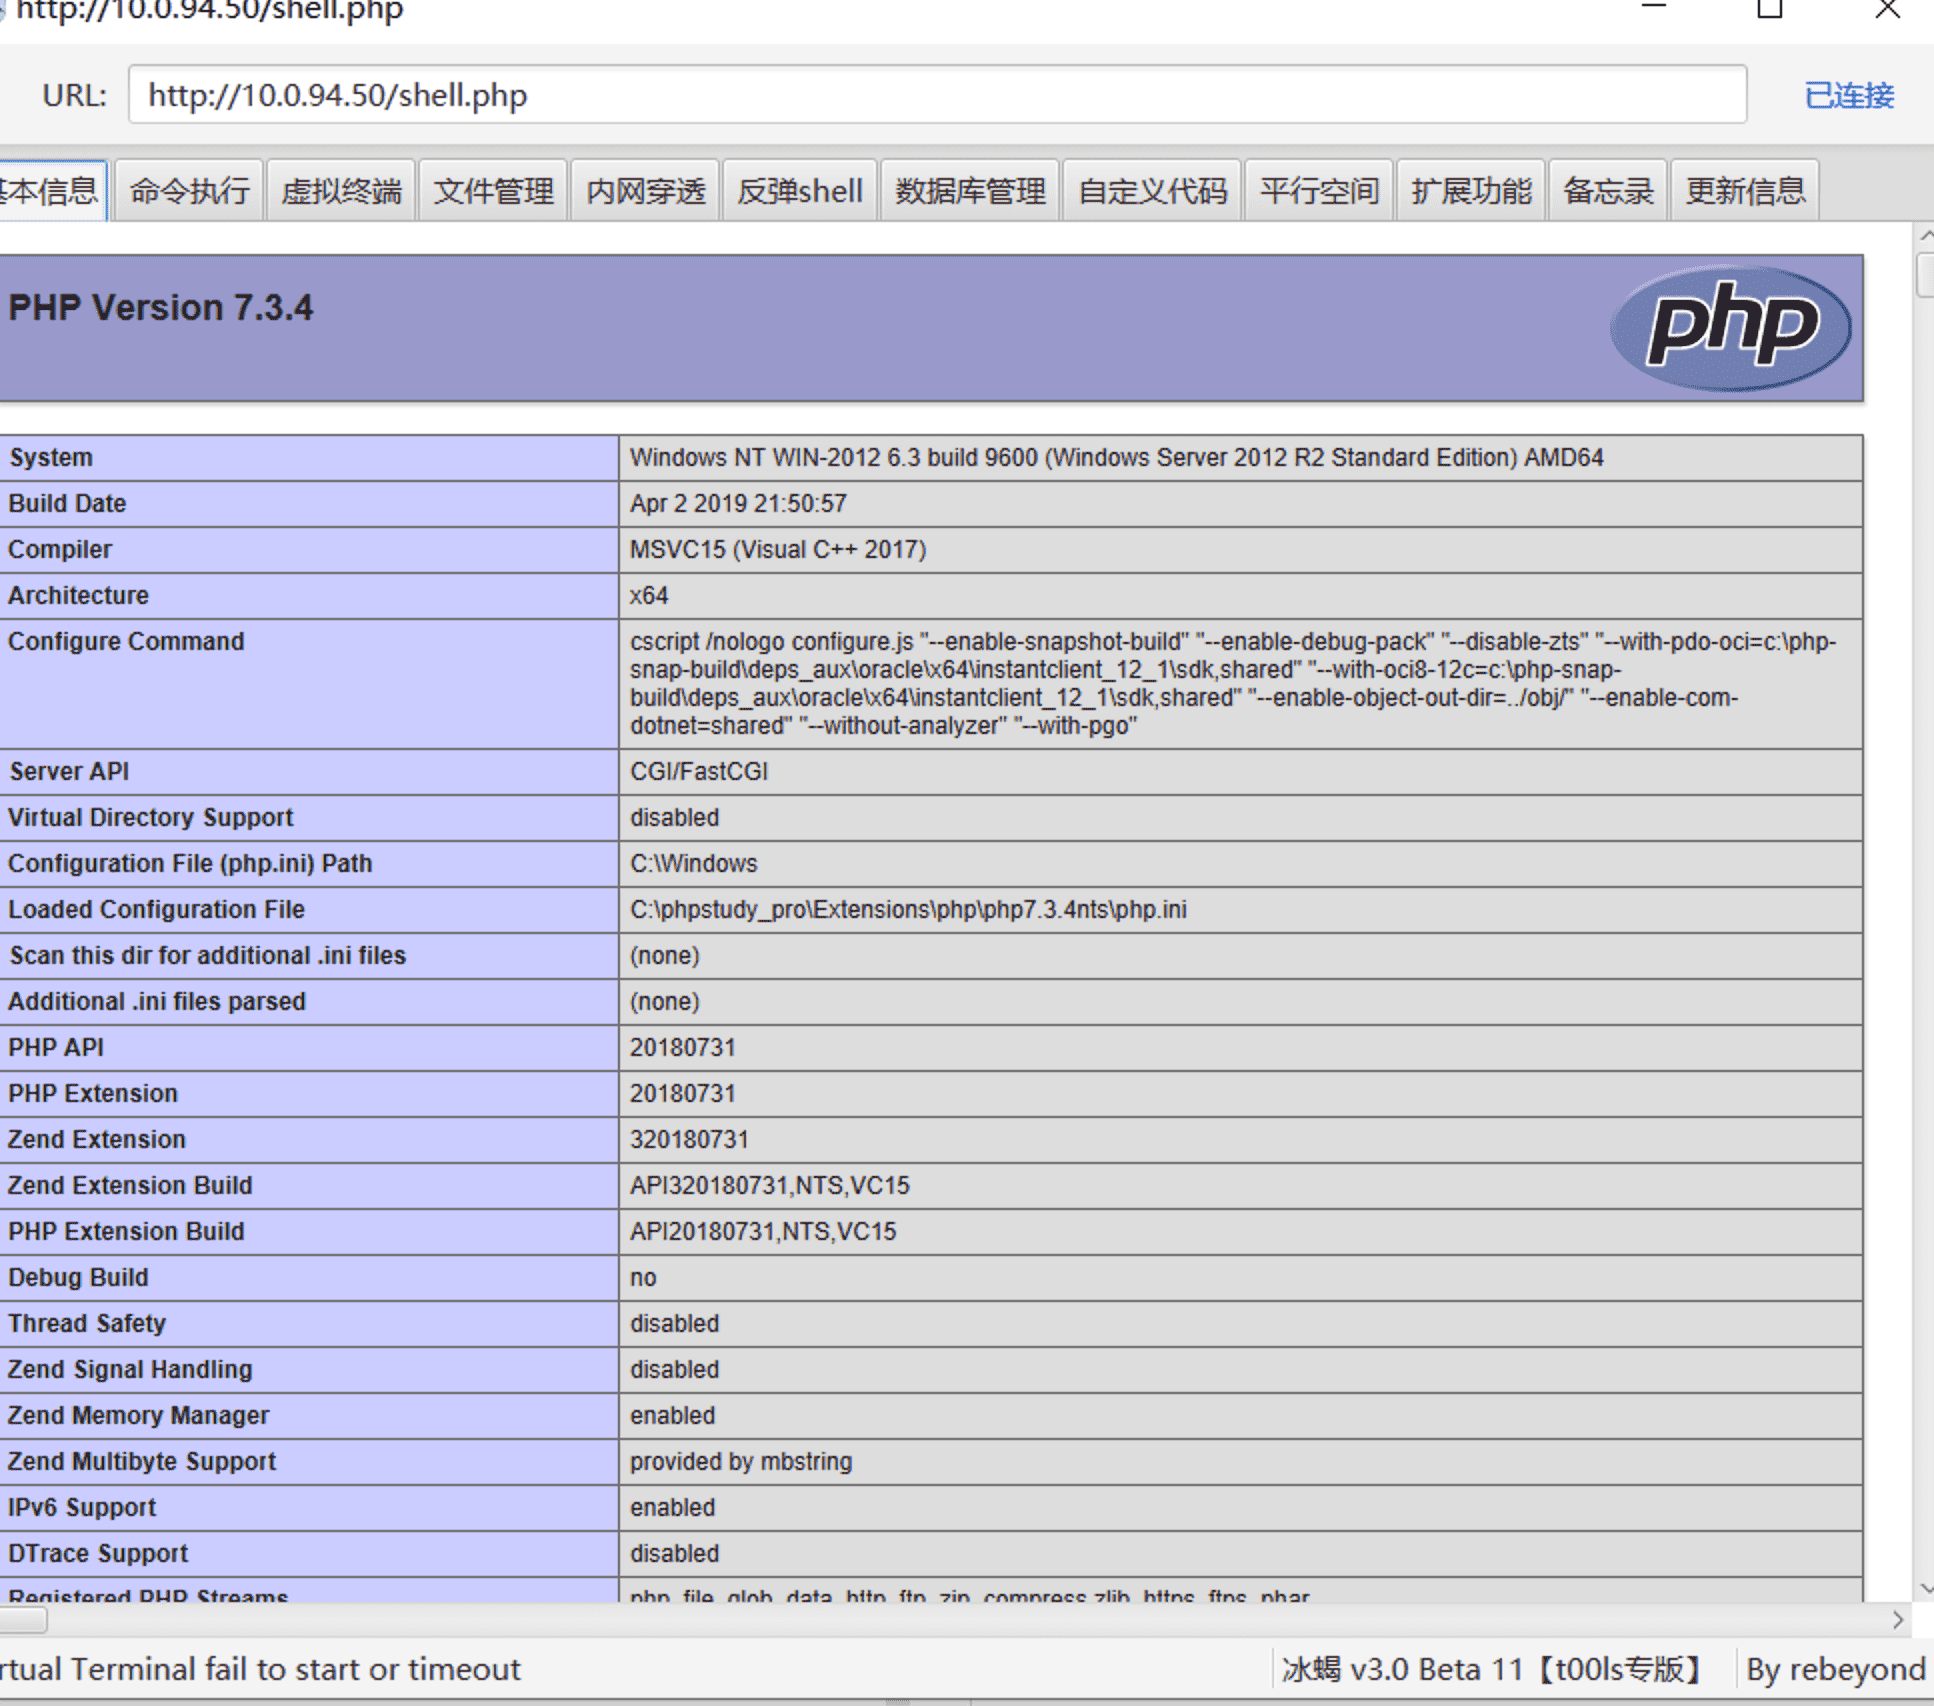 http://10.0.94.50/shell.php
URL: http://10.0.94.50/shell.php 已连接
基本信息 命令执行 虚拟终端 文件管理 内网穿透 反弹shell 数据库管理 自定义代码 平行空间 扩展功能 备忘录 更新信息
PHP Version 7.3.4
php
System Windows NT WIN-2012 6.3 build 9600 (Windows Server 2012 R2 Standard Edition) AMD64
Build Date Apr 2 2019 21:50:57
Compiler MSVC15 (Visual C++ 2017)
Architecture x64
Configure Command cscript /nologo configure.js "--enable-snapshot-build" "--enable-debug-pack" "--disable-zts" "--with-pdo-oci=c:\php-
snap-build\deps_aux\oracle\x64\instantclient_12_1\sdk,shared" "--with-oci8-12c=c:\php-snap-
build\deps_aux\oracle\x64\instantclient_12_1\sdk,shared" "--enable-object-out-dir=../obj/" "--enable-com-
dotnet=shared" "--without-analyzer" "--with-pgo"
Server API CGI/FastCGI
Virtual Directory Support disabled
Configuration File (php.ini) Path C:\Windows
Loaded Configuration File C:\phpstudy_pro\Extensions\php\php7.3.4nts\php.ini
Scan this dir for additional .ini files (none)
Additional .ini files parsed (none)
PHP API 20180731
PHP Extension 20180731
Zend Extension 320180731
Zend Extension Build API320180731,NTS,VC15
PHP Extension Build API20180731,NTS,VC15
Debug Build no
Thread Safety disabled
Zend Signal Handling disabled
Zend Memory Manager enabled
Zend Multibyte Support provided by mbstring
IPv6 Support enabled
DTrace Support disabled
Registered PHP Streams php, file, glob, data, http, ftp, zip, compress.zlib, https, ftps, phar
rtual Terminal fail to start or timeout 冰蝎 v3.0 Beta 11【t00ls专版】 By rebeyond